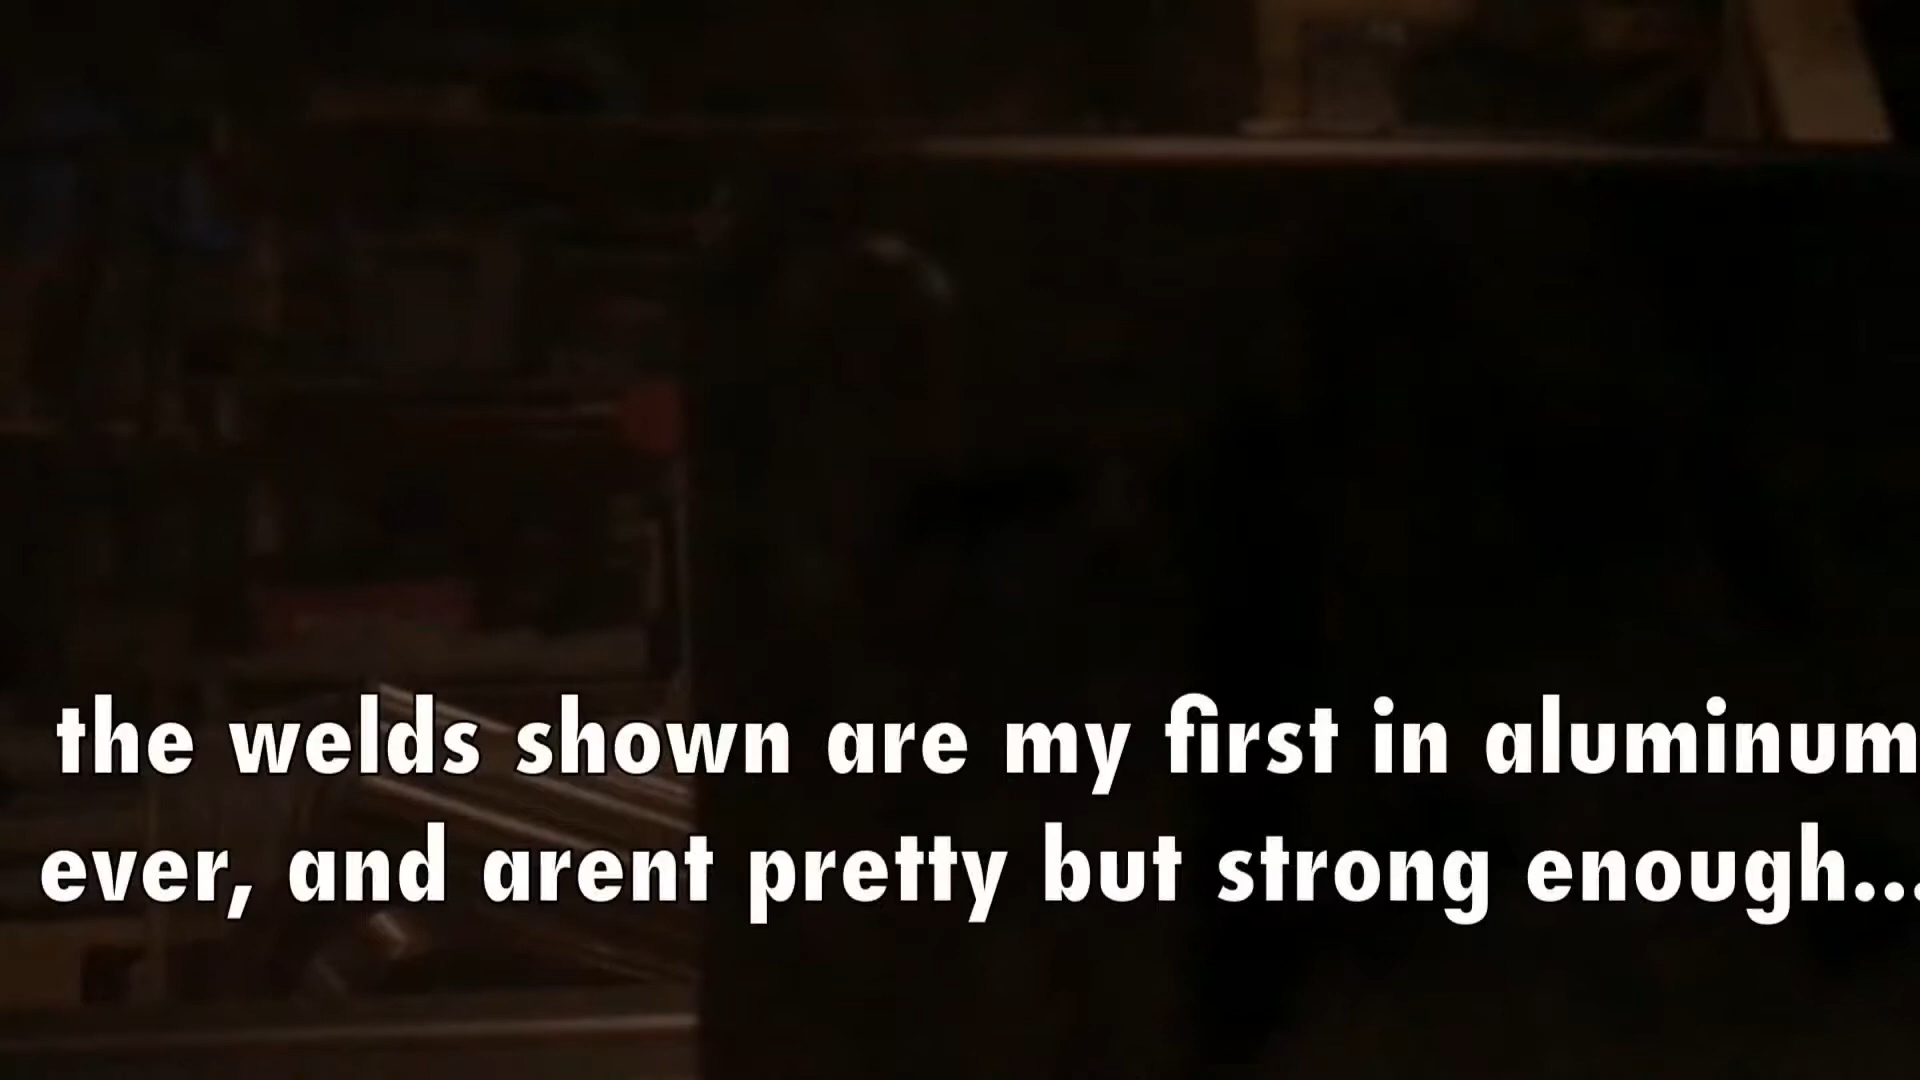 the welds shown are my first in aluminum
ever, and arent pretty but strong enough...